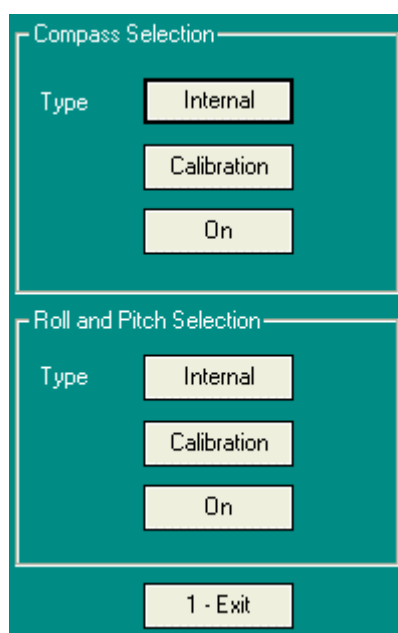 Compass Selection
Type Internal
Calibration
On
Roll and Pitch Selection
Type Internal
Calibration
On
1 - Exit